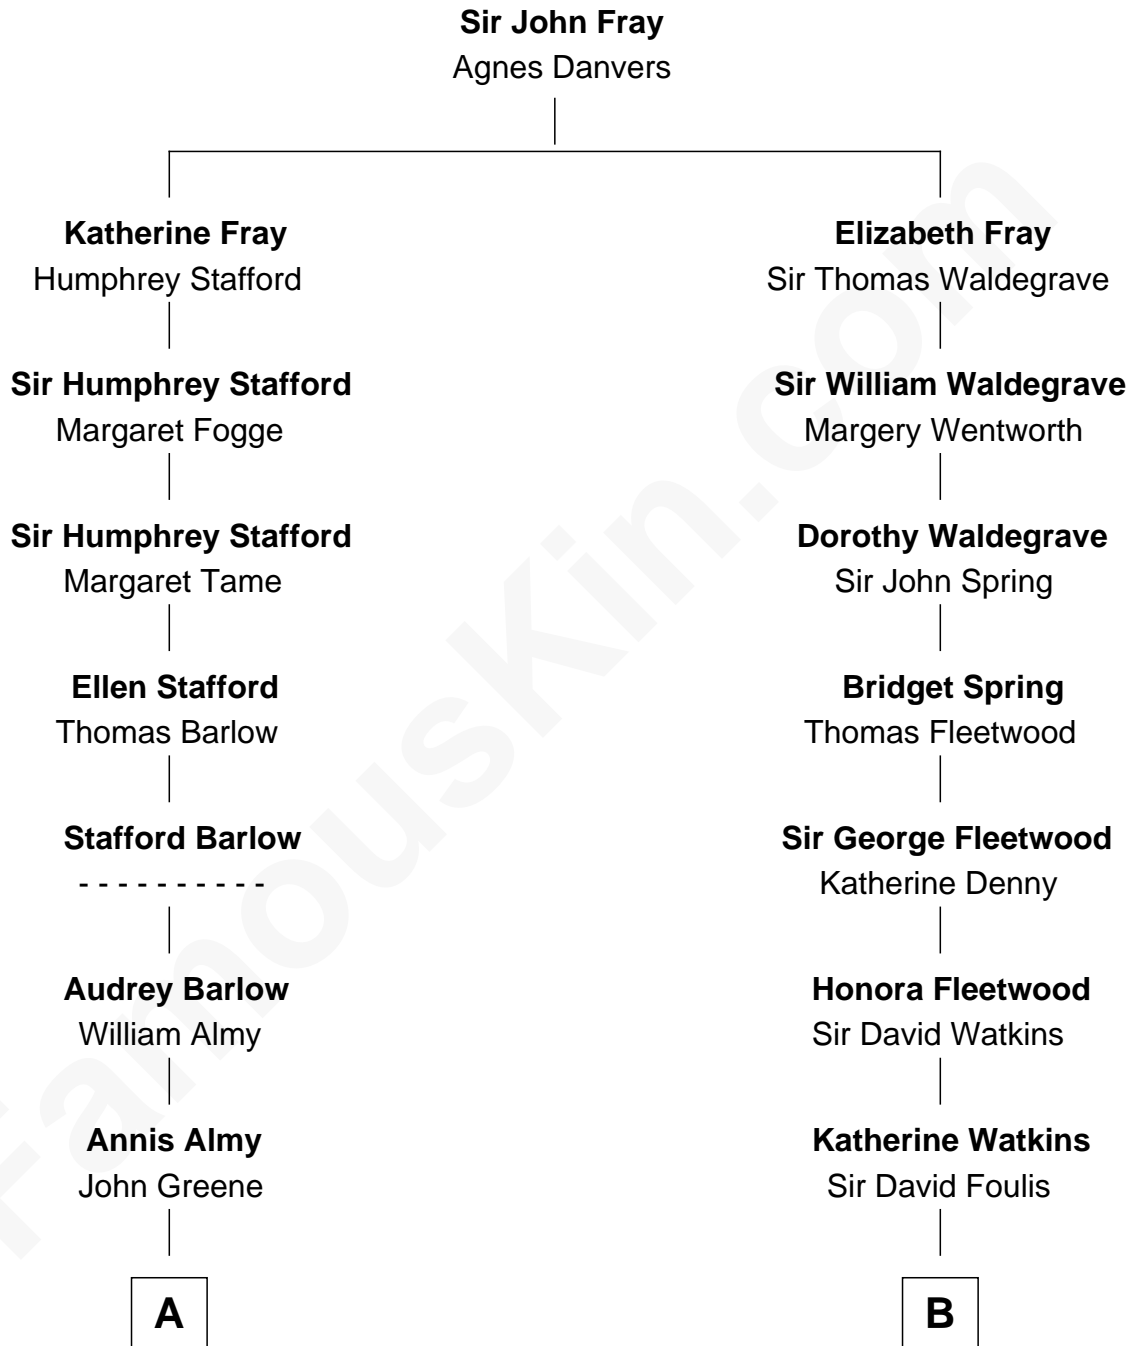 Sir John Fray
Agnes Danvers
Katherine Fray
Humphrey Stafford
Elizabeth Fray
Sir Thomas Waldegrave
Sir Humphrey Stafford
Margaret Fogge
Sir William Waldegrave
Margery Wentworth
Sir Humphrey Stafford
Margaret Tame
Dorothy Waldegrave
Sir John Spring
Ellen Stafford
Thomas Barlow
Bridget Spring
Thomas Fleetwood
Stafford Barlow
- - - - - - - - - -
Sir George Fleetwood
Katherine Denny
Audrey Barlow
William Almy
Honora Fleetwood
Sir David Watkins
Annis Almy
John Greene
Katherine Watkins
Sir David Foulis
A
B
FamousKin.com